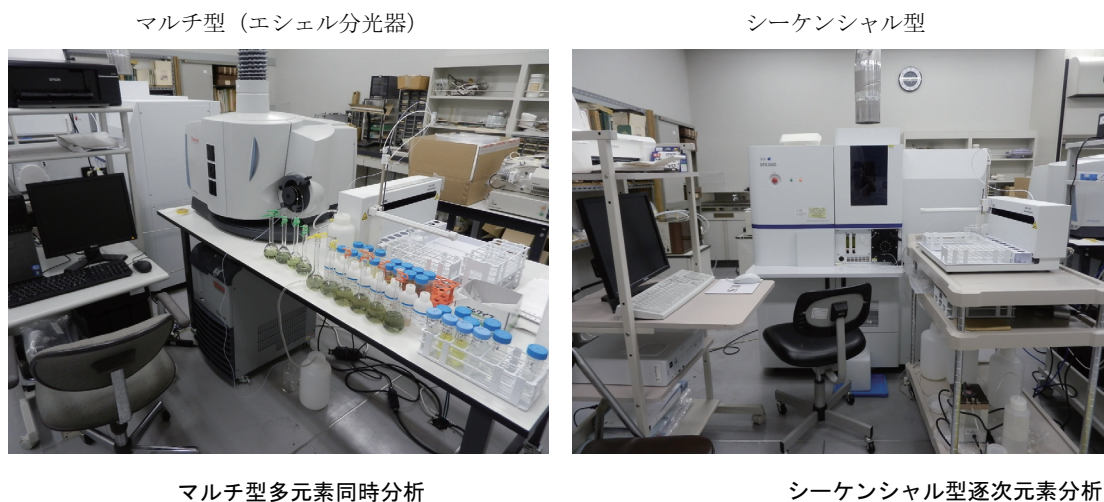 マルチ型（エシェル分光器）
シーケンシャル型
EPSON
マルチ型多元素同時分析
シーケンシャル型逐次元素分析